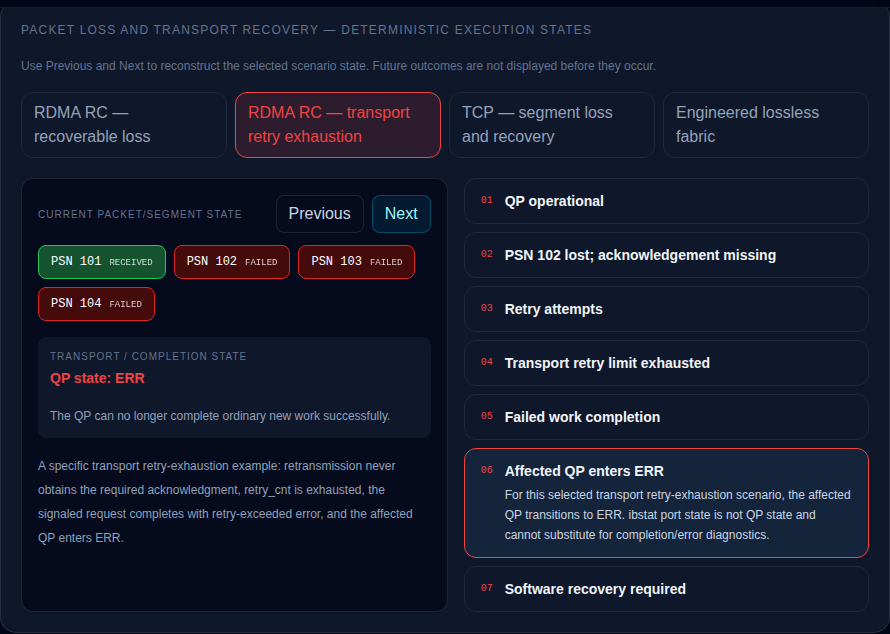 PACKET LOSS AND TRANSPORT RECOVERY — DETERMINISTIC EXECUTION STATES
Use Previous and Next to reconstruct the selected scenario state. Future outcomes are not displayed before they occur.
RDMA RC —
recoverable loss
RDMA RC — transport
retry exhaustion
TCP — segment loss
and recovery
Engineered lossless
fabric
CURRENT PACKET/SEGMENT STATE
Previous
Next
PSN 101 RECEIVED
PSN 102 FAILED
PSN 103 FAILED
PSN 104 FAILED
TRANSPORT / COMPLETION STATE
QP state: ERR
The QP can no longer complete ordinary new work successfully.
A specific transport retry-exhaustion example: retransmission never
obtains the required acknowledgment, retry_cnt is exhausted, the
signaled request completes with retry-exceeded error, and the affected
QP enters ERR.
01 QP operational
02 PSN 102 lost; acknowledgement missing
03 Retry attempts
04 Transport retry limit exhausted
05 Failed work completion
06 Affected QP enters ERR
For this selected transport retry-exhaustion scenario, the affected
QP transitions to ERR. ibstat port state is not QP state and
cannot substitute for completion/error diagnostics.
07 Software recovery required